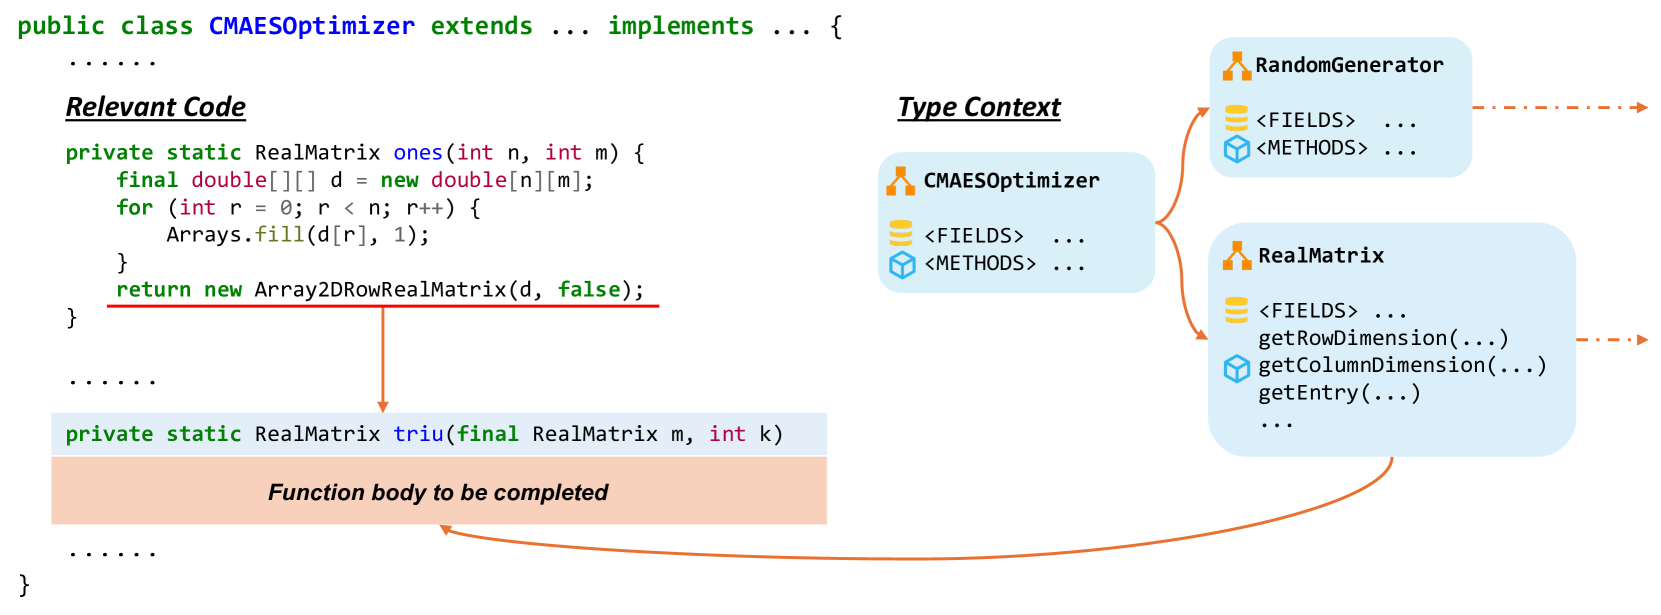 public class CMAESOptimizer extends ... implements ... {
......
Relevant Code
private static RealMatrix ones(int n, int m) {
final double[][] d = new double[n][m];
for (int r = 0; r < n; r++) {
Arrays.fill(d[r], 1);
}
return new Array2DRowRealMatrix(d, false);
}
......
private static RealMatrix triu(final RealMatrix m, int k)
Function body to be completed
......
}
Type Context
CMAESOptimizer
<FIELDS> ...
<METHODS> ...
RandomGenerator
<FIELDS> ...
<METHODS> ...
RealMatrix
<FIELDS> ...
getRowDimension(...)
getColumnDimension(...)
getEntry(...)
...